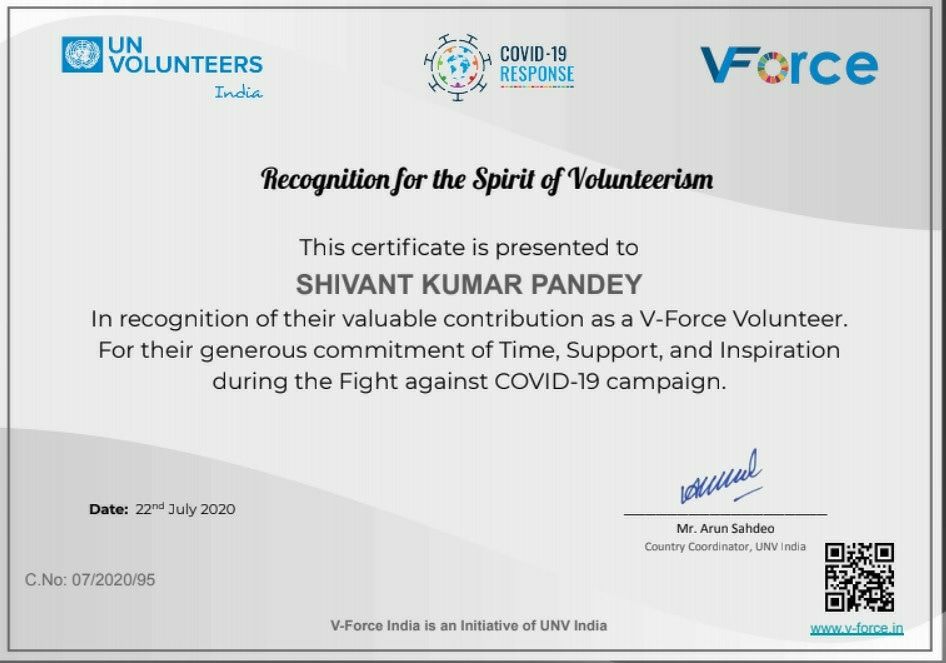 UN
VOLUNTEERS
India
COVID-19
RESPONSE
VForce
Recognition for the Spirit of Volunteerism
This certificate is presented to
SHIVANT KUMAR PANDEY
In recognition of their valuable contribution as a V-Force Volunteer.
For their generous commitment of Time, Support, and Inspiration
during the Fight against COVID-19 campaign.
Date: 22nd July 2020
Mr. Arun Sahdeo
Country Coordinator, UNV India
C.No: 07/2020/95
V-Force India is an Initiative of UNV India
www.v-force.in